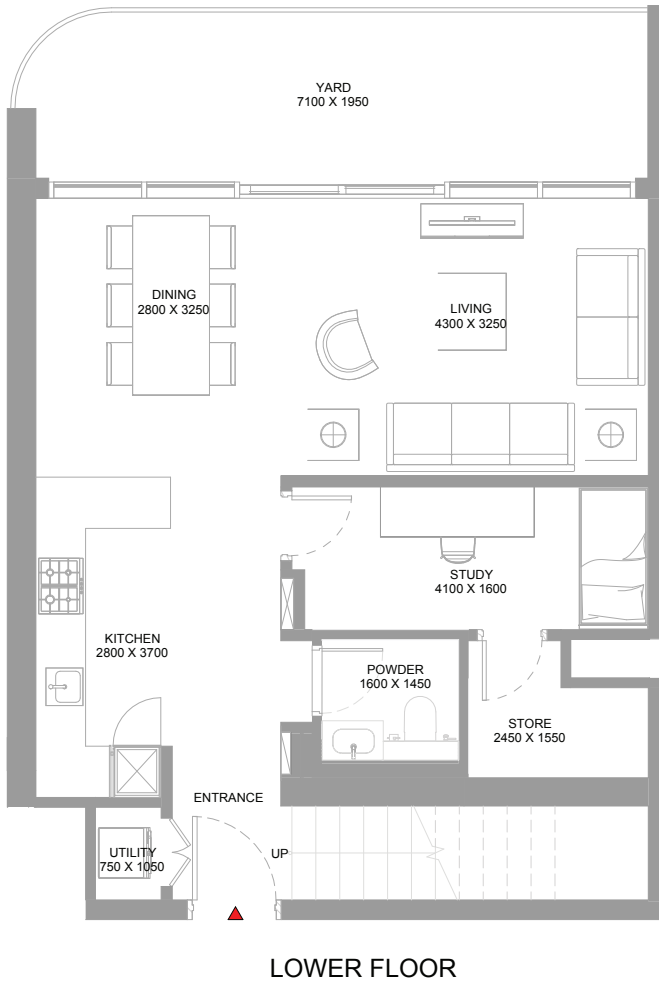 YARD
7100 X 1950
DINING
2800 X 3250
LIVING
4300 X 3250
STUDY
4100 X 1600
KITCHEN
2800 X 3700
POWDER
1600 X 1450
STORE
2450 X 1550
ENTRANCE
UTILITY
750 X 1050
UP
LOWER FLOOR